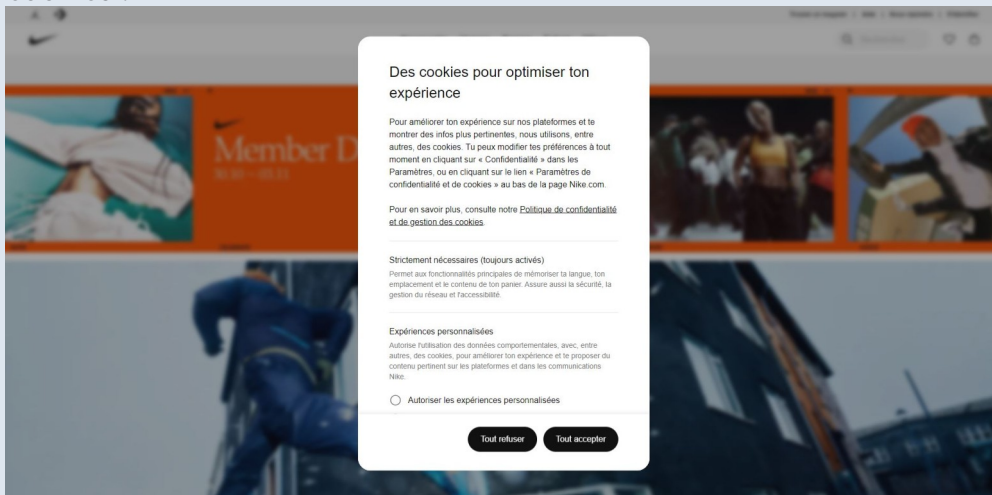 Member D
Des cookies pour optimiser ton
expérience
Pour améliorer ton expérience sur nos plateformes et te
montrer des infos plus pertinentes, nous utilisons, entre
autres, des cookies. Tu peux modifier tes préférences à tout
moment en cliquant sur « Confidentialité » dans les
Paramètres, ou en cliquant sur le lien « Paramètres de
confidentialité et de cookies » au bas de la page Nike.com.
Pour en savoir plus, consulte notre Politique de confidentialité
et de gestion des cookies.
Strictement nécessaires (toujours activés)
Permet aux fonctionnalités principales de mémoriser ta langue, ton
emplacement et le contenu de ton panier. Assure aussi la sécurité, la
gestion du réseau et l'accessibilité.
Expériences personnalisées
Autorise l'utilisation des données comportementales, avec, entre
autres, des cookies, pour améliorer ton expérience et te proposer du
contenu pertinent sur les plateformes et dans les communications
Nike.
Autoriser les expériences personnalisées
Tout refuser Tout accepter